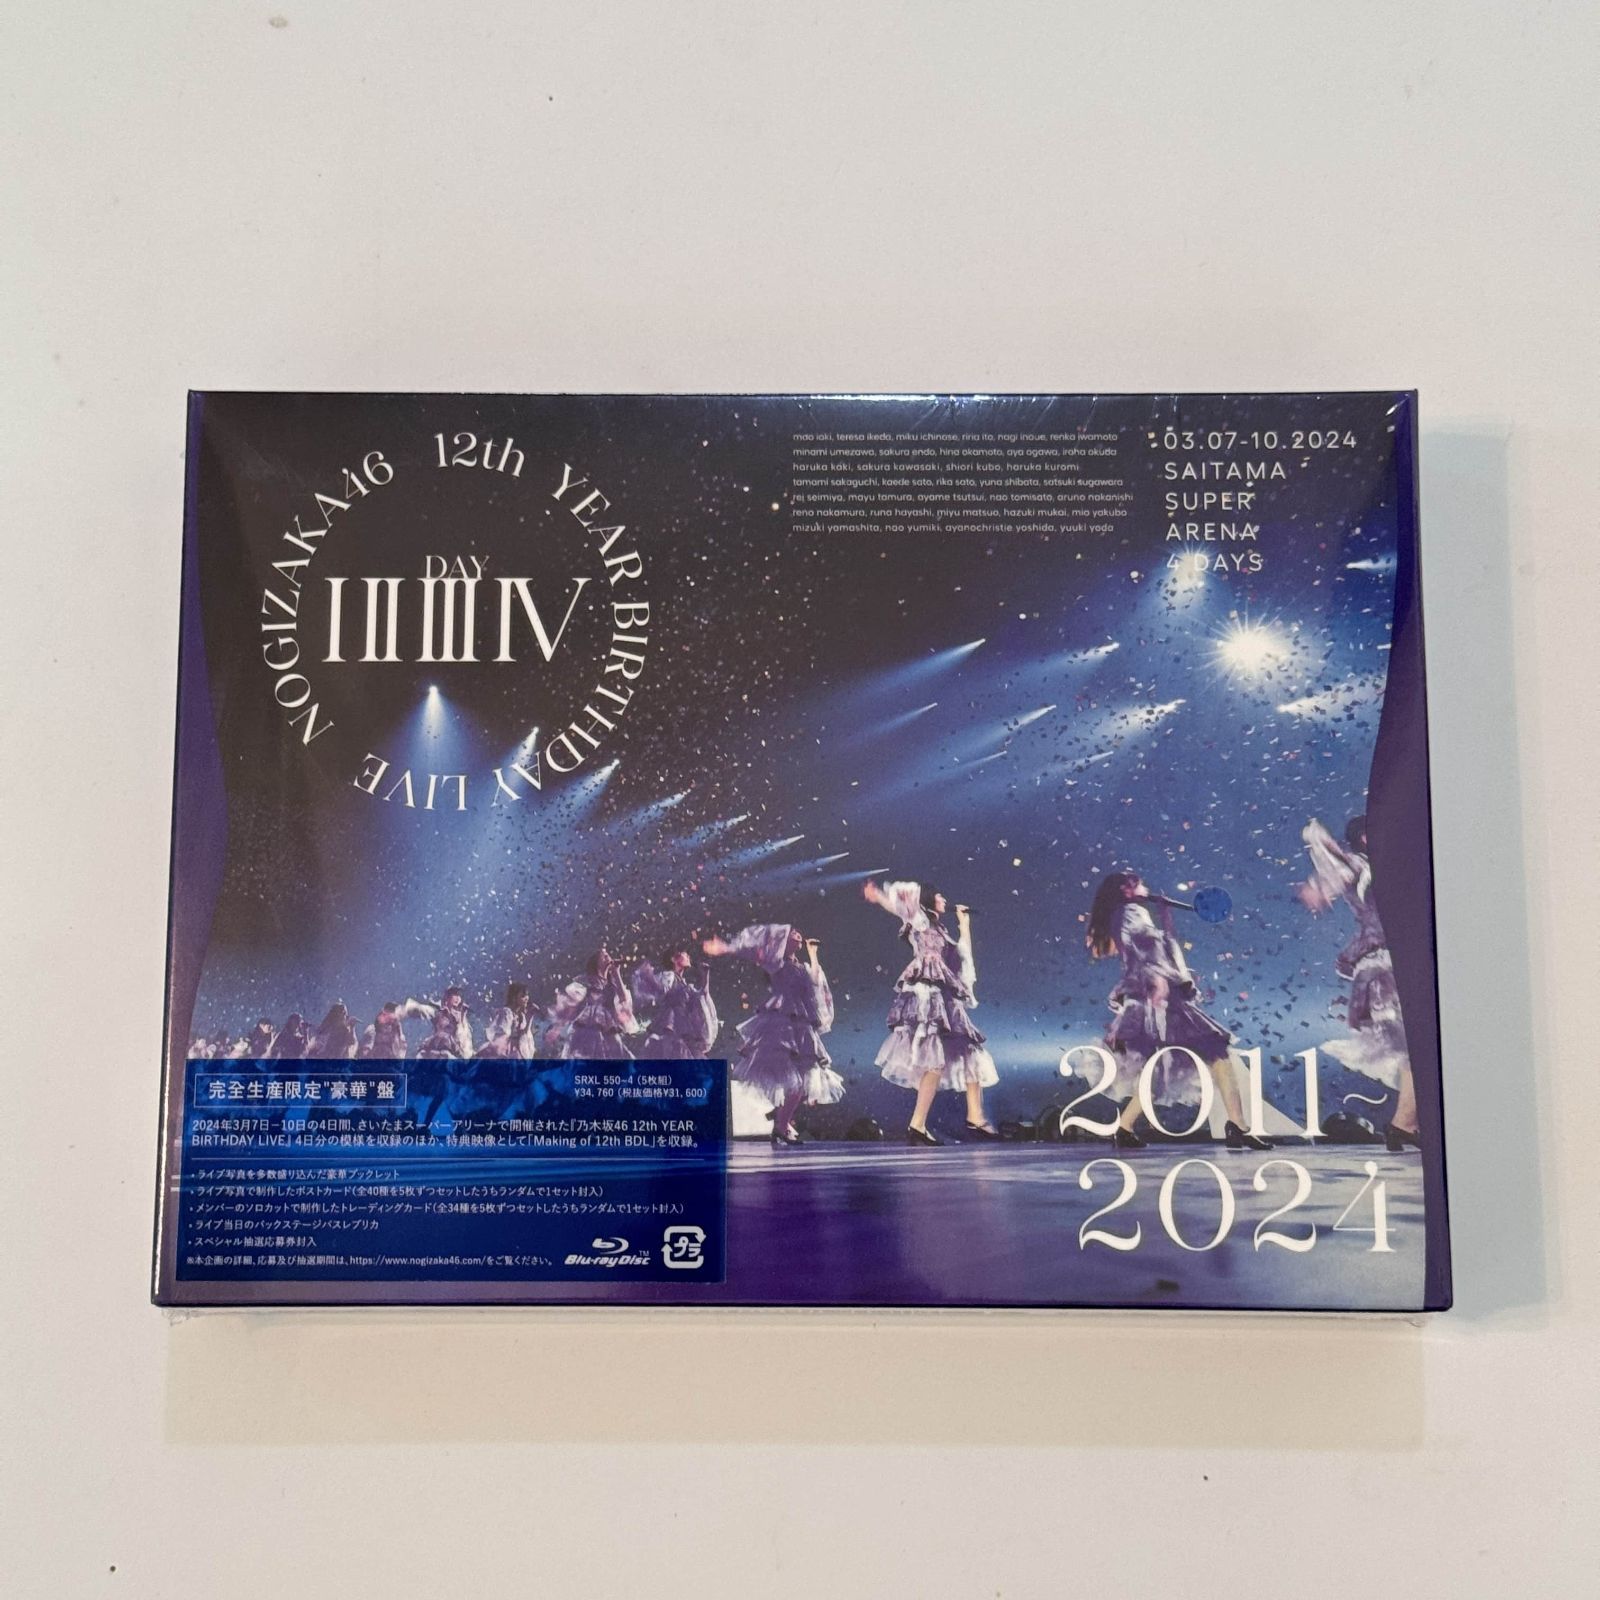 NOGIZAKA46 12th YEAR BIRTHDAY LIVE
DAY
I II III IV
mao ioki, teresa ikeda, miku ichinose, riria ito, nagi inoue, renka iwamoto
minami umezawa, sakura endo, hina okamoto, aya ogawa, iroha okuda
haruka kaki, sakura kawasaki, shiori kubo, haruka kuromi
tamami sakaguchi, kaede sato, rika sato, yuna shibata, satsuki sugawara
rei seimiya, mayu tamura, ayame tsutsui, nao tomisato, aruno nakanishi
reno nakamura, runa hayashi, miyu matsuo, hazuki mukai, mio yakubo
mizuki yamashita, nao yumiki, ayanochristie yoshida, yuuki yoda
03.07-10.2024
SAITAMA
SUPER
ARENA
4 DAYS
2011~
2024
完全生産限定"豪華"盤
SRXL 550~4 (5枚組)
¥34,760 (税抜価格¥31,600)
2024年3月7日-10日の4日間、さいたまスーパーアリーナで開催された『乃木坂46 12th YEAR
BIRTHDAY LIVE』4日分の模様を収録のほか、特典映像として「Making of 12th BDL」を収録。
・ライブ写真を多数盛り込んだ豪華ブックレット
・ライブ写真で制作したポストカード(全40種を5枚ずつセットしたうちランダムで1セット封入)
・メンバーのソロカットで制作したトレーディングカード(全34種を5枚ずつセットしたうちランダムで1セット封入)
・ライブ当日のバックステージパスレプリカ
・スペシャル抽選応募券封入
※本企画の詳細、応募及び抽選期間は、https://www.nogizaka46.com/をご覧ください。
Blu-ray Disc TM
プラ